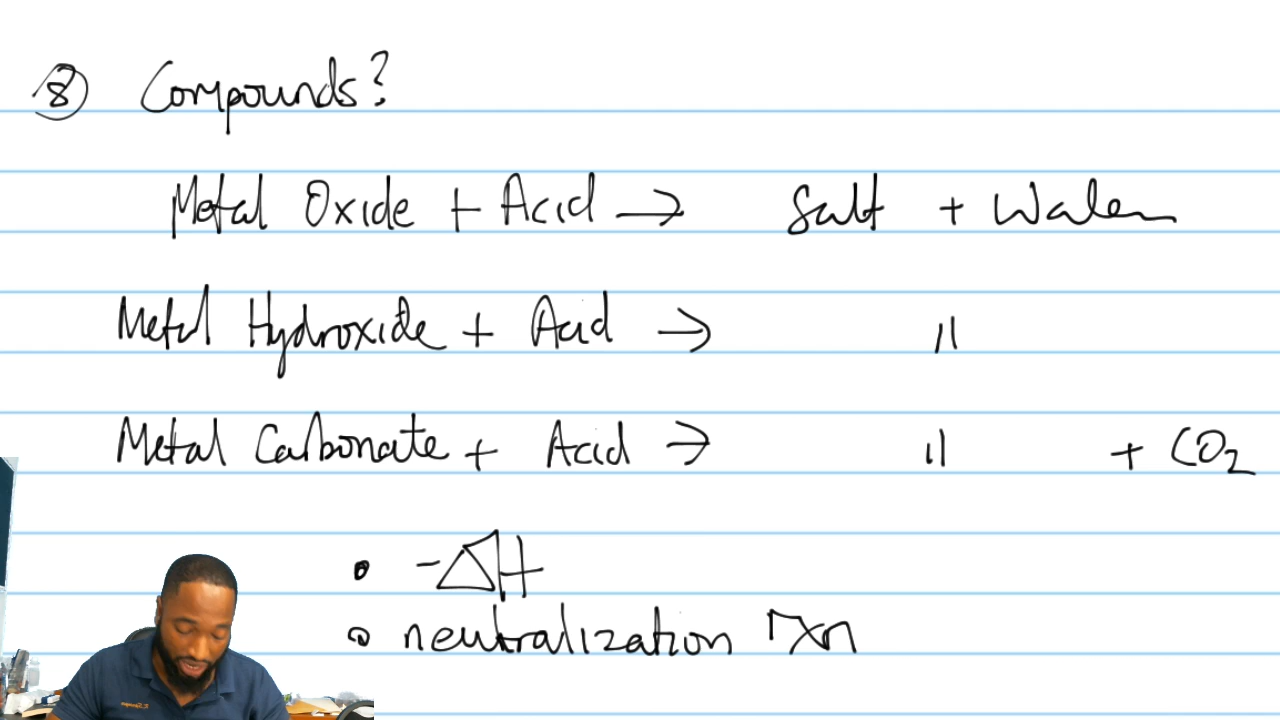 8 Compounds?
Metal Oxide + Acid → Salt + Water
Metal Hydroxide + Acid → 〃
Metal Carbonate + Acid → 〃 + CO2
• -ΔH
• neutralization rxn